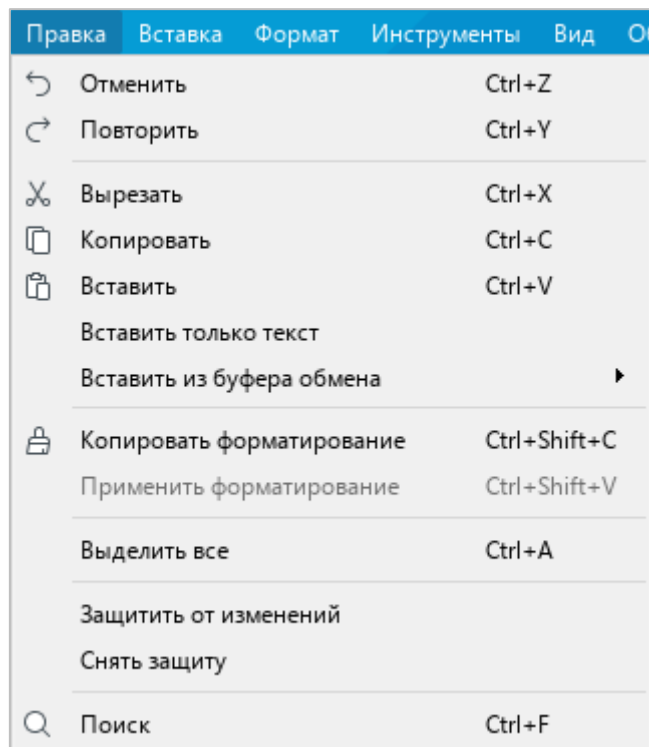 Правка Вставка Формат Инструменты Вид
Отменить Ctrl+Z
Повторить Ctrl+Y
Вырезать Ctrl+X
Копировать Ctrl+C
Вставить Ctrl+V
Вставить только текст
Вставить из буфера обмена
Копировать форматирование Ctrl+Shift+C
Применить форматирование Ctrl+Shift+V
Выделить все Ctrl+A
Защитить от изменений
Снять защиту
Поиск Ctrl+F